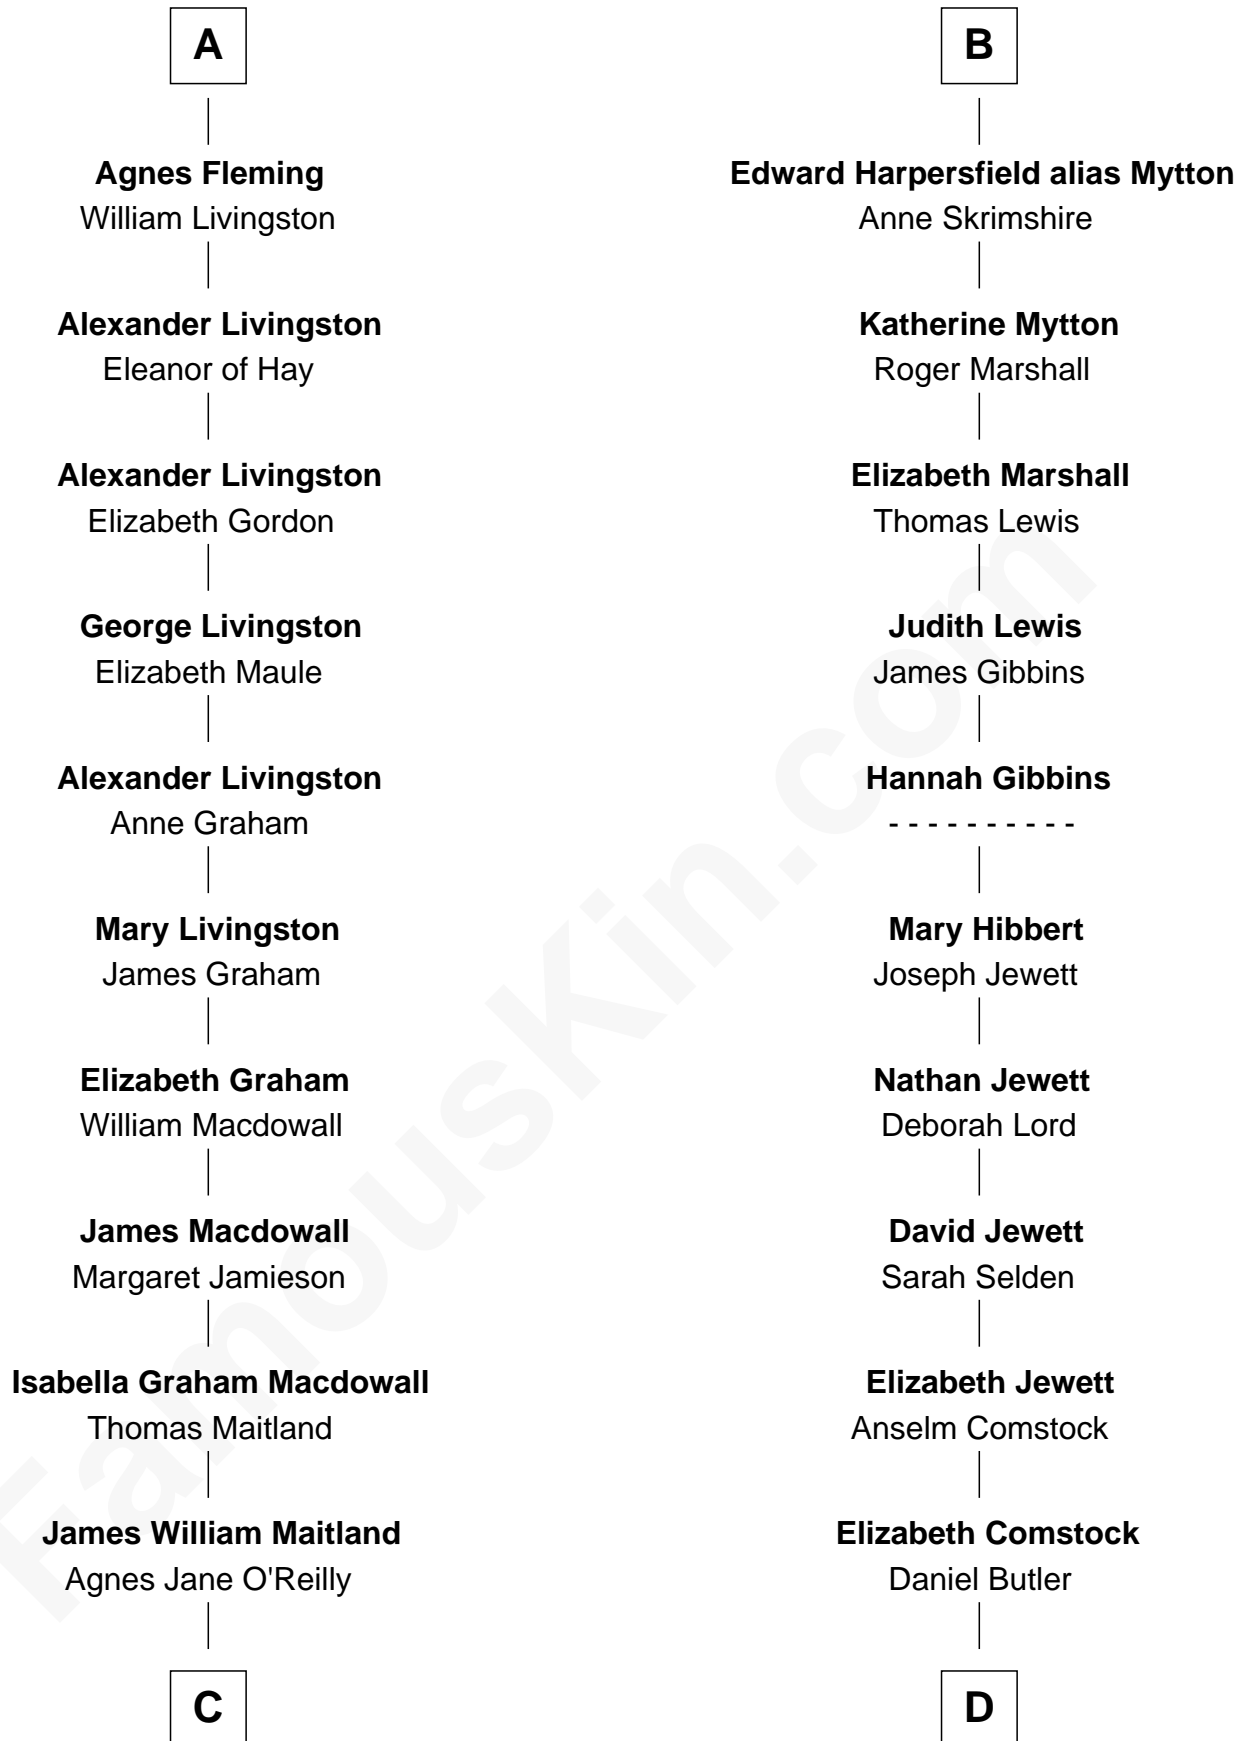 A
Agnes Fleming
William Livingston
Alexander Livingston
Eleanor of Hay
Alexander Livingston
Elizabeth Gordon
George Livingston
Elizabeth Maule
Alexander Livingston
Anne Graham
Mary Livingston
James Graham
Elizabeth Graham
William Macdowall
James Macdowall
Margaret Jamieson
Isabella Graham Macdowall
Thomas Maitland
James William Maitland
Agnes Jane O'Reilly
C
B
Edward Harpersfield alias Mytton
Anne Skrimshire
Katherine Mytton
Roger Marshall
Elizabeth Marshall
Thomas Lewis
Judith Lewis
James Gibbins
Hannah Gibbins
- - - - - - - - - -
Mary Hibbert
Joseph Jewett
Nathan Jewett
Deborah Lord
David Jewett
Sarah Selden
Elizabeth Jewett
Anselm Comstock
Elizabeth Comstock
Daniel Butler
D
FamousKin.com